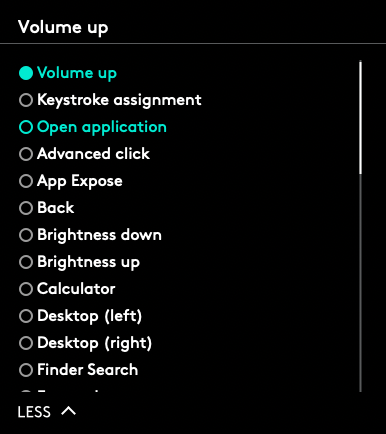 Volume up
Volume up
Keystroke assignment
Open application
Advanced click
App Expose
Back
Brightness down
Brightness up
Calculator
Desktop (left)
Desktop (right)
Finder Search
LESS